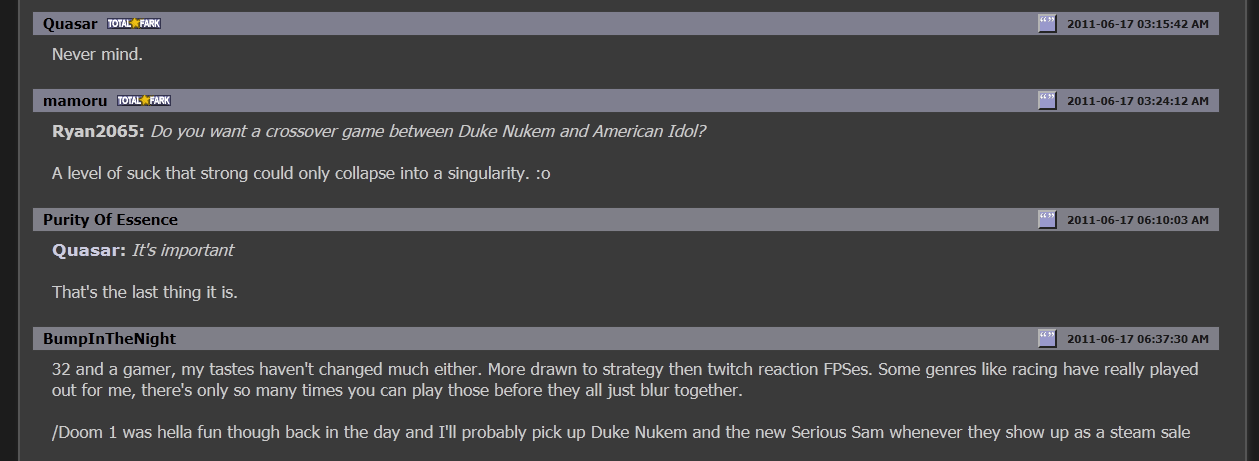 Quasar TOTAL FARK “” 2011-06-17 03:15:42 AM
Never mind.
mamoru TOTAL FARK “” 2011-06-17 03:24:12 AM
Ryan2065: Do you want a crossover game between Duke Nukem and American Idol?
A level of suck that strong could only collapse into a singularity. :o
Purity Of Essence “” 2011-06-17 06:10:03 AM
Quasar: It's important
That's the last thing it is.
BumpInTheNight “” 2011-06-17 06:37:30 AM
32 and a gamer, my tastes haven't changed much either. More drawn to strategy then twitch reaction FPSes. Some genres like racing have really played
out for me, there's only so many times you can play those before they all just blur together.
/Doom 1 was hella fun though back in the day and I'll probably pick up Duke Nukem and the new Serious Sam whenever they show up as a steam sale